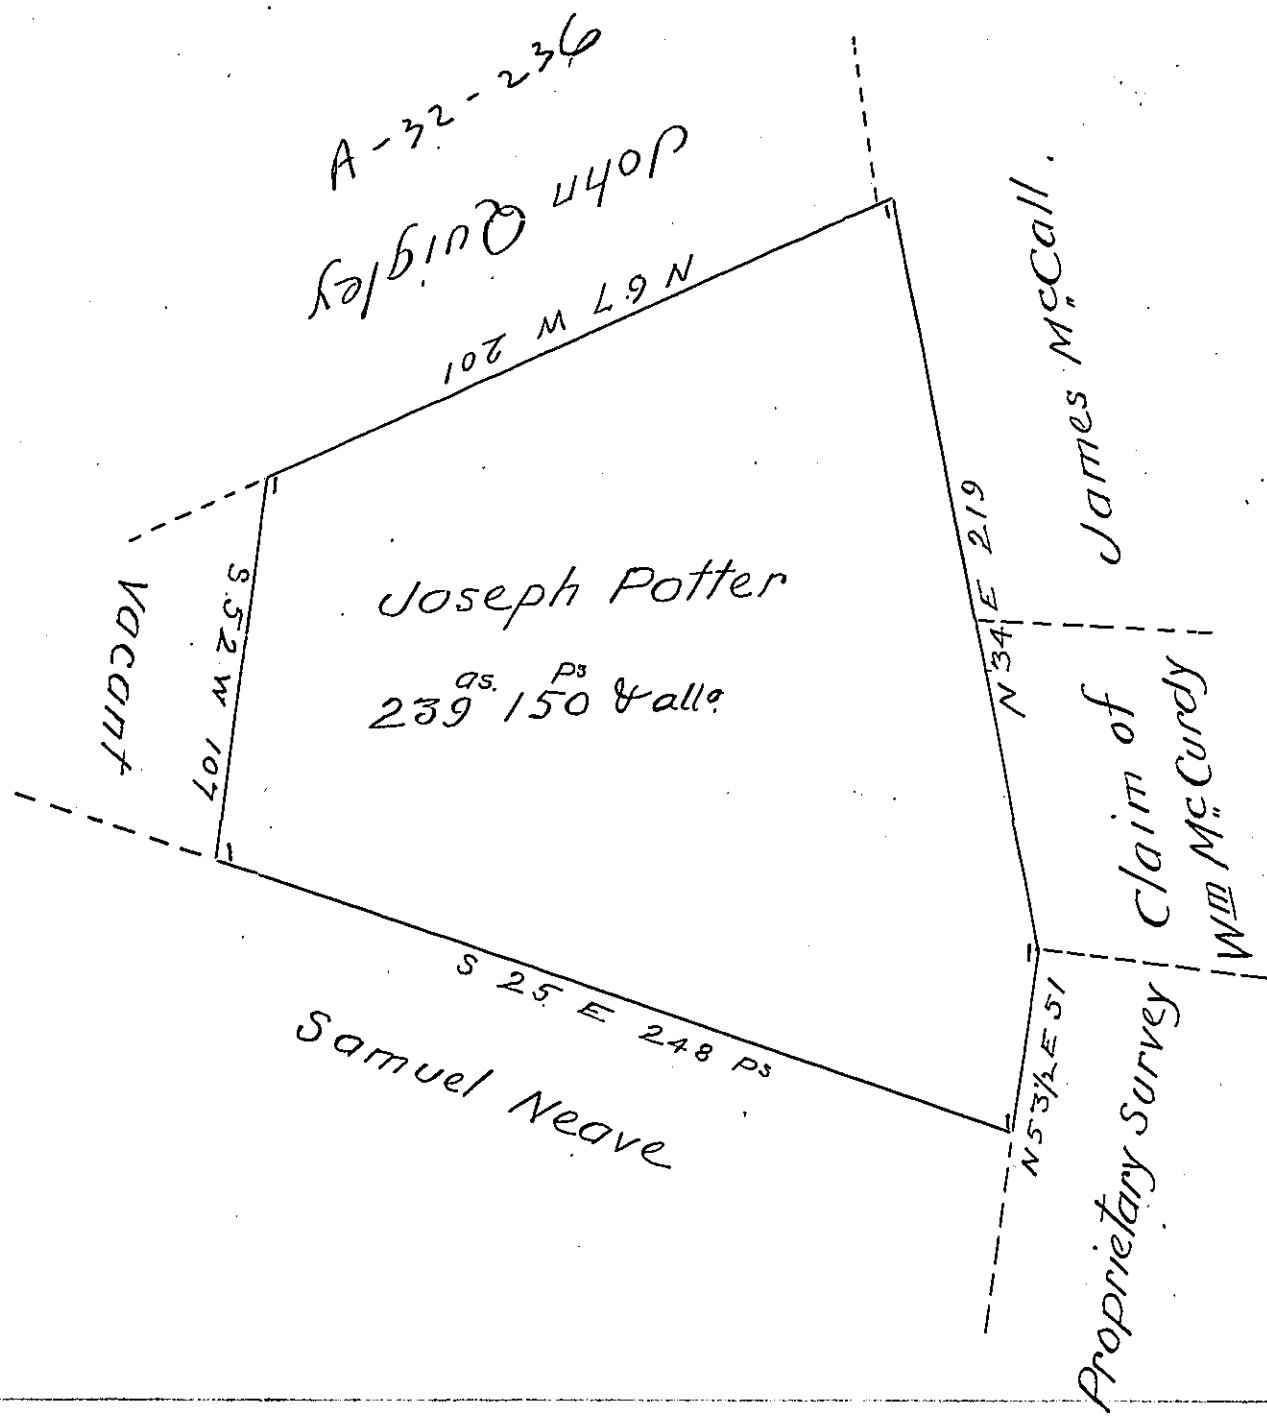 A-32-236
John Quigley
N 67 W 201
James McCall.
N 34 E 219
Vacant
S. 52 W 107
Joseph Potter
239 as. 150 ps & all.
Claim of
Wm McCurdy
S 25. E 248 ps
Samuel Neave
N 53½ E 51
Proprietary Survey